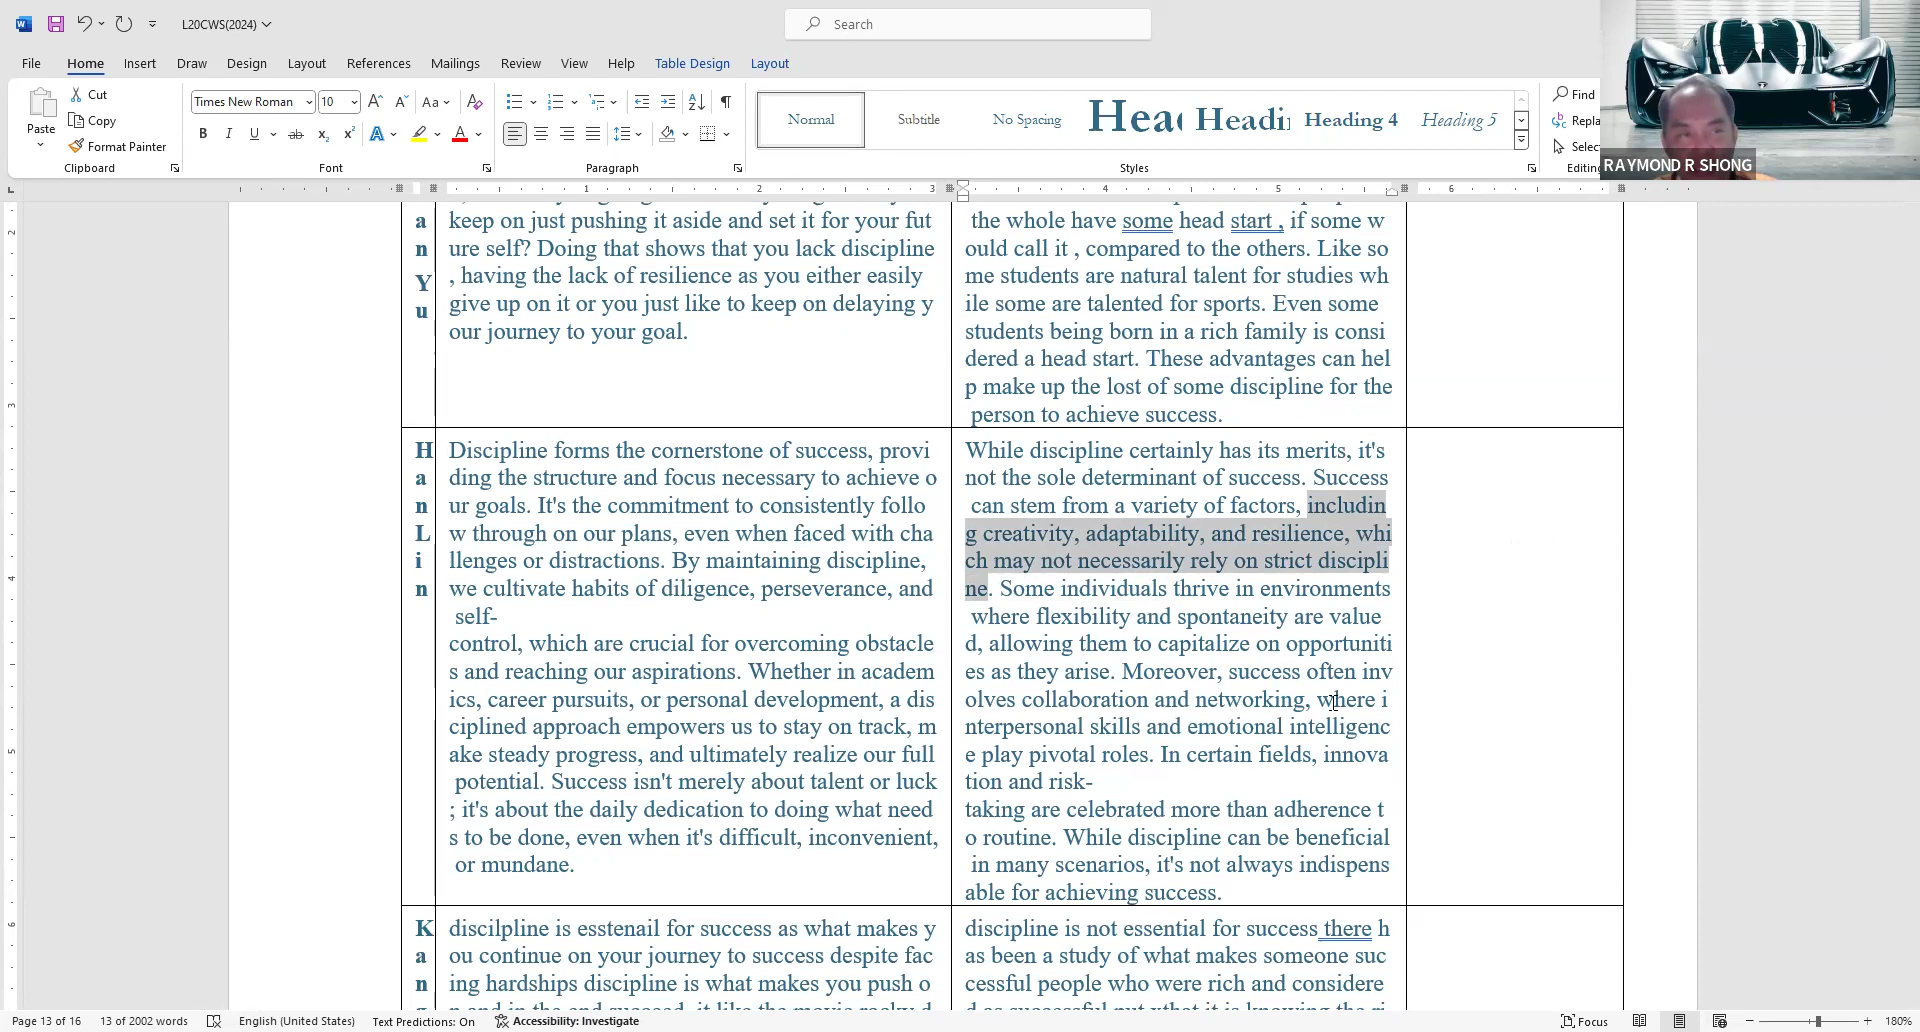 L20CWS(2024)
Search
File Home Insert Draw Design Layout References Mailings Review View Help Table Design Layout
Paste
Cut
Copy
Format Painter
Clipboard
Times New Roman 10
Font
Paragraph
Normal Subtitle No Spacing Head Headi Heading 4 Heading 5
Styles
Find
Repla
Selec
Editing
RAYMOND R SHONG
1 2 3 4 5 6
a
n
Y
u
keep on just pushing it aside and set it for your fut
ure self? Doing that shows that you lack discipline
, having the lack of resilience as you either easily
give up on it or you just like to keep on delaying y
our journey to your goal.
the whole have some head start , if some w
ould call it , compared to the others. Like so
me students are natural talent for studies wh
ile some are talented for sports. Even some
students being born in a rich family is consi
dered a head start. These advantages can hel
p make up the lost of some discipline for the
person to achieve success.
H
a
n
L
i
n
Discipline forms the cornerstone of success, provi
ding the structure and focus necessary to achieve o
ur goals. It's the commitment to consistently follo
w through on our plans, even when faced with cha
llenges or distractions. By maintaining discipline,
we cultivate habits of diligence, perseverance, and
self-
control, which are crucial for overcoming obstacle
s and reaching our aspirations. Whether in academ
ics, career pursuits, or personal development, a dis
ciplined approach empowers us to stay on track, m
ake steady progress, and ultimately realize our full
potential. Success isn't merely about talent or luck
; it's about the daily dedication to doing what need
s to be done, even when it's difficult, inconvenient,
or mundane.
While discipline certainly has its merits, it's
not the sole determinant of success. Success
can stem from a variety of factors, includin
g creativity, adaptability, and resilience, whi
ch may not necessarily rely on strict discipli
ne. Some individuals thrive in environments
where flexibility and spontaneity are value
d, allowing them to capitalize on opportuniti
es as they arise. Moreover, success often inv
olves collaboration and networking, where i
nterpersonal skills and emotional intelligenc
e play pivotal roles. In certain fields, innova
tion and risk-
taking are celebrated more than adherence t
o routine. While discipline can be beneficial
in many scenarios, it's not always indispens
able for achieving success.
K
a
n
discilpline is esstenail for success as what makes y
ou continue on your journey to success despite fac
ing hardships discipline is what makes you push o
discipline is not essential for success there h
as been a study of what makes someone suc
cessful people who were rich and considere
Page 13 of 16 13 of 2002 words English (United States) Text Predictions: On Accessibility: Investigate Focus 180%